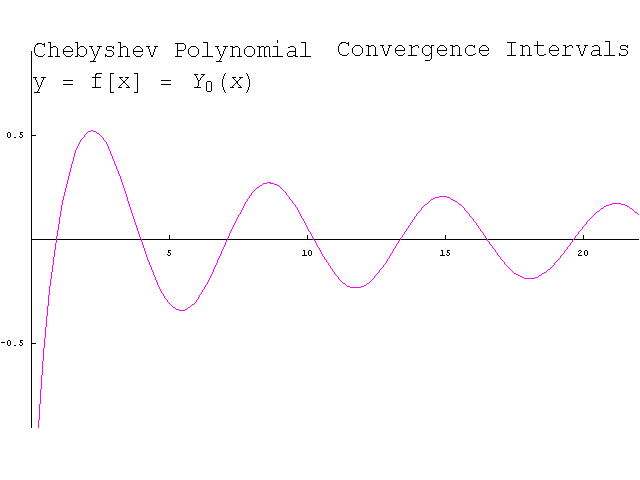 Chebyshev Polynomial  Convergence Intervals
y = f[x] = Y₀(x)
0.5
5 10 15 20
-0.5